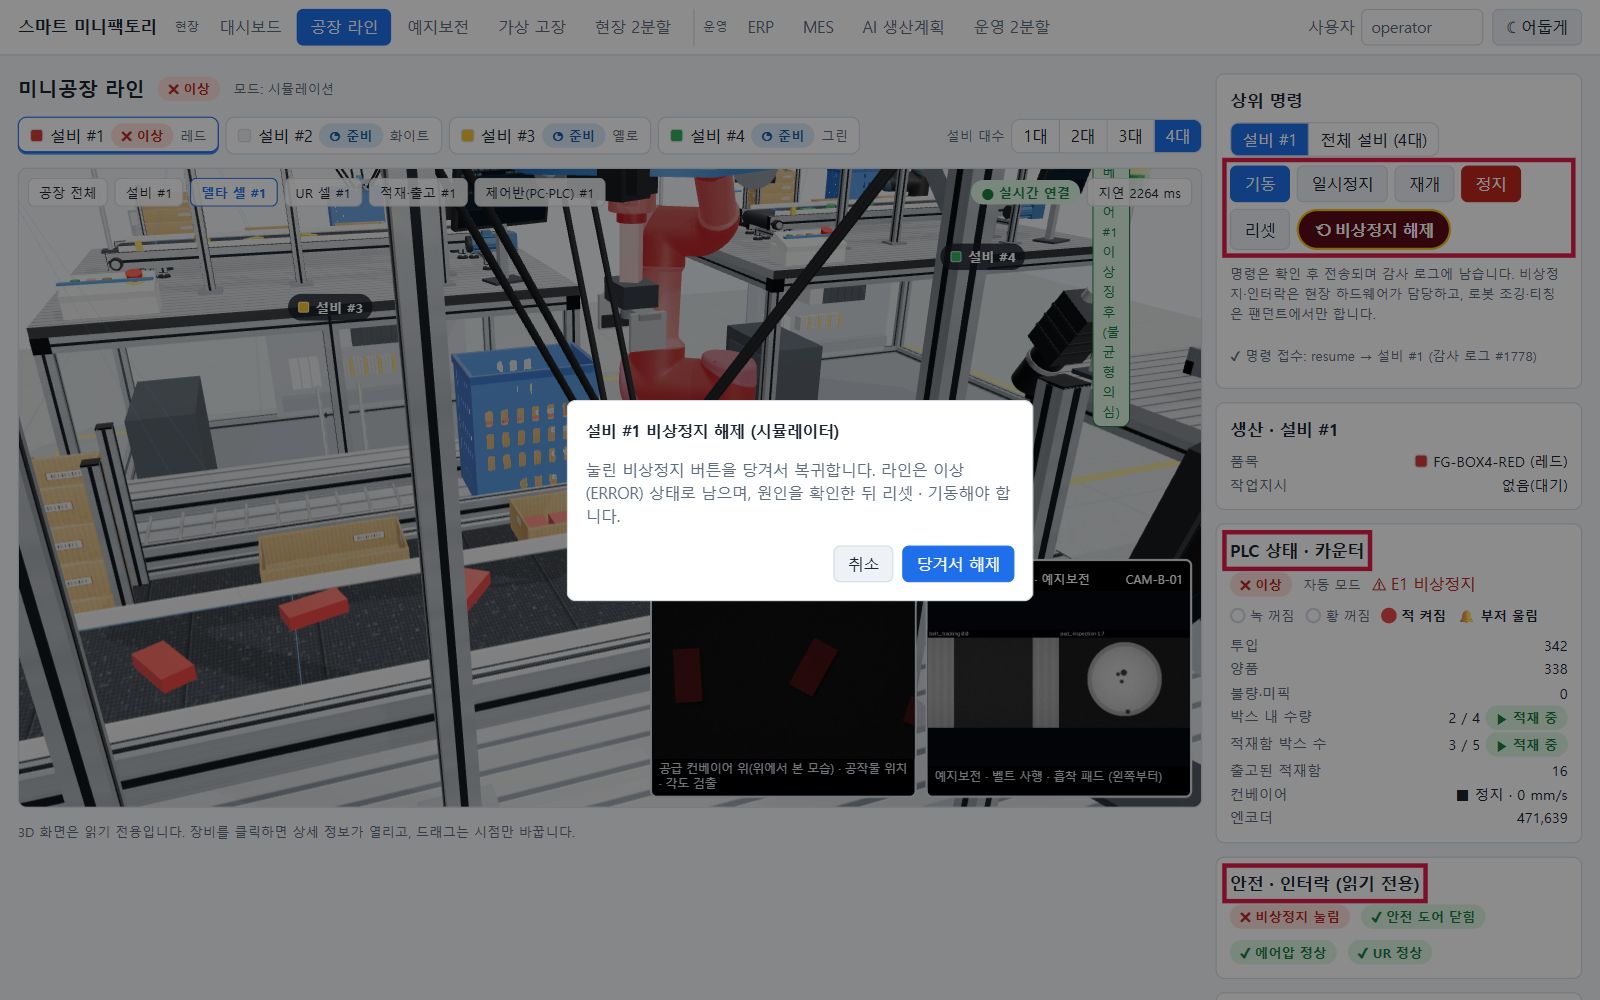 스마트 미니팩토리 현장 대시보드 공장 라인 예지보전 가상 고장 현장 2분할 운영 ERP MES AI 생산계획 운영 2분할 사용자 operator ☾ 어둡게
미니공장 라인 ✕ 이상 모드: 시뮬레이션
설비 #1 ✕ 이상 레드 설비 #2 준비 화이트 설비 #3 준비 옐로 설비 #4 준비 그린 설비 대수 1대 2대 3대 4대
공장 전체 설비 #1 델타 셀 #1 UR 셀 #1 적재·출고 #1 제어반(PC·PLC) #1 실시간 연결 지연 2264 ms
베
어
#1
이
상
징
후
(불
균
형
의
심)
설비 #4
설비 #3
설비 #1 비상정지 해제 (시뮬레이터)
눌린 비상정지 버튼을 당겨서 복귀합니다. 라인은 이상
(ERROR) 상태로 남으며, 원인을 확인한 뒤 리셋 · 기동해야 합
니다.
취소 당겨서 해제
· 예지보전 CAM-B-01
공급 컨베이어 위(위에서 본 모습) · 공작물 위치
· 각도 검출
예지보전 · 벨트 사행 · 흡착 패드 (왼쪽부터)
3D 화면은 읽기 전용입니다. 장비를 클릭하면 상세 정보가 열리고, 드래그는 시점만 바꿉니다.
상위 명령
설비 #1 전체 설비 (4대)
기동 일시정지 재개 정지
리셋 비상정지 해제
명령은 확인 후 전송되며 감사 로그에 남습니다. 비상정
지·인터락은 현장 하드웨어가 담당하고, 로봇 조깅·티칭
은 팬던트에서만 합니다.
✓ 명령 접수: resume → 설비 #1 (감사 로그 #1778)
생산 · 설비 #1
품목 FG-BOX4-RED (레드)
작업지시 없음(대기)
PLC 상태 · 카운터
✕ 이상 자동 모드 ⚠ E1 비상정지
녹 꺼짐 황 꺼짐 적 켜짐 🔔 부저 울림
투입 342
양품 338
불량·미픽 0
박스 내 수량 2 / 4 ▶ 적재 중
적재함 박스 수 3 / 5 ▶ 적재 중
출고된 적재함 16
컨베이어 ■ 정지 · 0 mm/s
엔코더 471,639
안전 · 인터락 (읽기 전용)
✕ 비상정지 눌림 ✓ 안전 도어 닫힘
✓ 에어압 정상 ✓ UR 정상